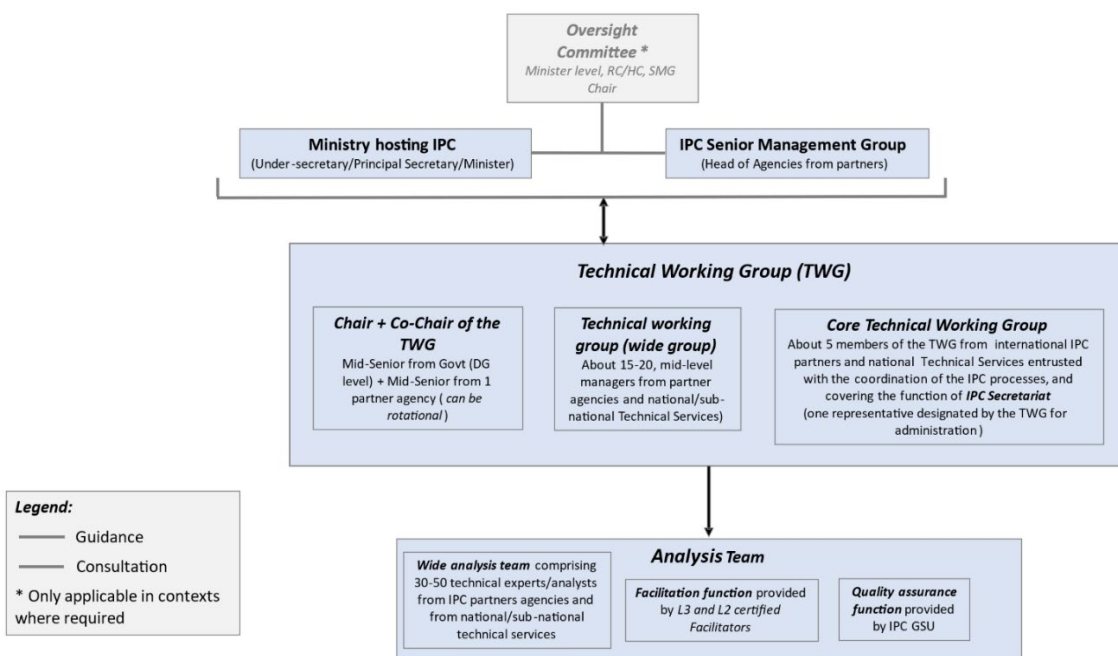 Oversight
Committee *
Minister level, RC/HC, SMG
Chair
Ministry hosting IPC
(Under-secretary/Principal Secretary/Minister)
IPC Senior Management Group
(Head of Agencies from partners)
Technical Working Group (TWG)
Chair + Co-Chair of the
TWG
Mid-Senior from Govt (DG
level) + Mid-Senior from 1
partner agency ( can be
rotational)
Technical working
group (wide group)
About 15-20, mid-level
managers from partner
agencies and national/sub-
national Technical Services)
Core Technical Working Group
About 5 members of the TWG from international IPC
partners and national Technical Services entrusted
with the coordination of the IPC processes, and
covering the function of IPC Secretariat
(one representative designated by the TWG for
administration )
Legend:
Guidance
Consultation
* Only applicable in contexts
where required
Analysis Team
Wide analysis team comprising
30-50 technical experts/analysts
from IPC partners agencies and
from national/sub-national
technical services
Facilitation function provided
by L3 and L2 certified
Facilitators
Quality assurance
function provided
by IPC GSU